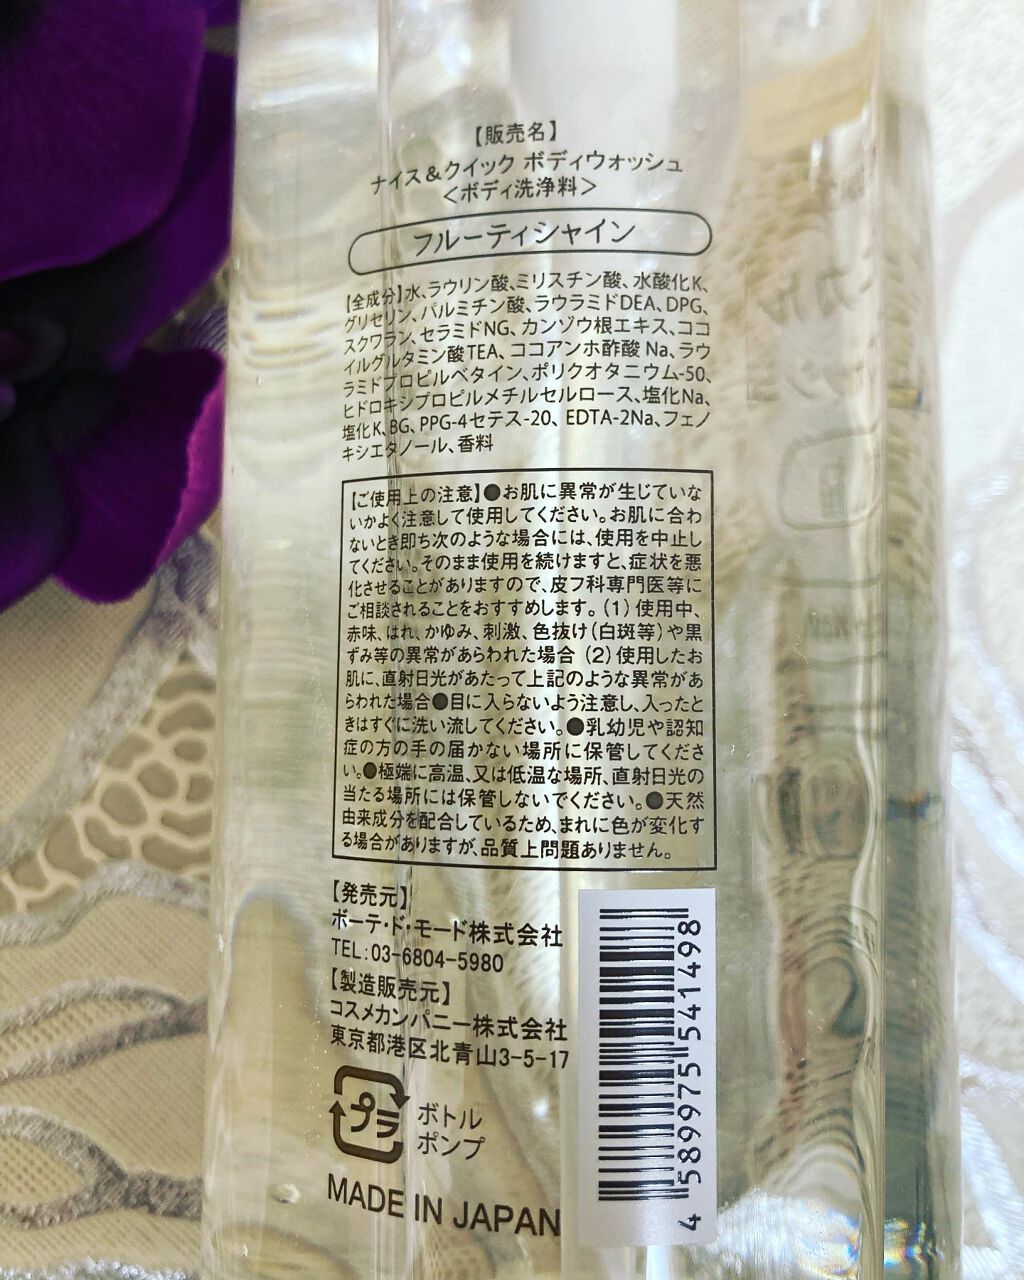 【販売名】
ナイス&クイック ボディウォッシュ
<ボディ洗浄料>
フルーティシャイン
【全成分】水、ラウリン酸、ミリスチン酸、水酸化K、
グリセリン、パルミチン酸、ラウラミドDEA、DPG、
スクワラン、セラミドNG、カンゾウ根エキス、ココ
イルグルタミン酸TEA、ココアンホ酢酸Na、ラウ
ラミドプロピルベタイン、ポリクオタニウム-50、
ヒドロキシプロピルメチルセルロース、塩化Na、
塩化K、BG、PPG-4セテス-20、EDTA-2Na、フェノ
キシエタノール、香料
【ご使用上の注意】●お肌に異常が生じていな
いかよく注意して使用してください。お肌に合わ
ないとき即ち次のような場合には、使用を中止し
てください。そのまま使用を続けますと、症状を悪
化させることがありますので、皮フ科専門医等に
ご相談されることをおすすめします。(1)使用中、
赤味、はれ、かゆみ、刺激、色抜け(白斑等)や黒
ずみ等の異常があらわれた場合 (2)使用したお
肌に、直射日光があたって上記のような異常があ
らわれた場合●目に入らないよう注意し、入ったと
きはすぐに洗い流してください。●乳幼児や認知
症の方の手の届かない場所に保管してくださ
い。●極端に高温、又は低温な場所、直射日光の
当たる場所には保管しないでください。●天然
由来成分を配合しているため、まれに色が変化す
る場合がありますが、品質上問題ありません。
【発売元】
ボーテ・ド・モード株式会社
TEL:03-6804-5980
【製造販売元】
コスメカンパニー株式会社
東京都港区北青山3-5-17
プラ
ボトル
ポンプ
MADE IN JAPAN
4589975541498